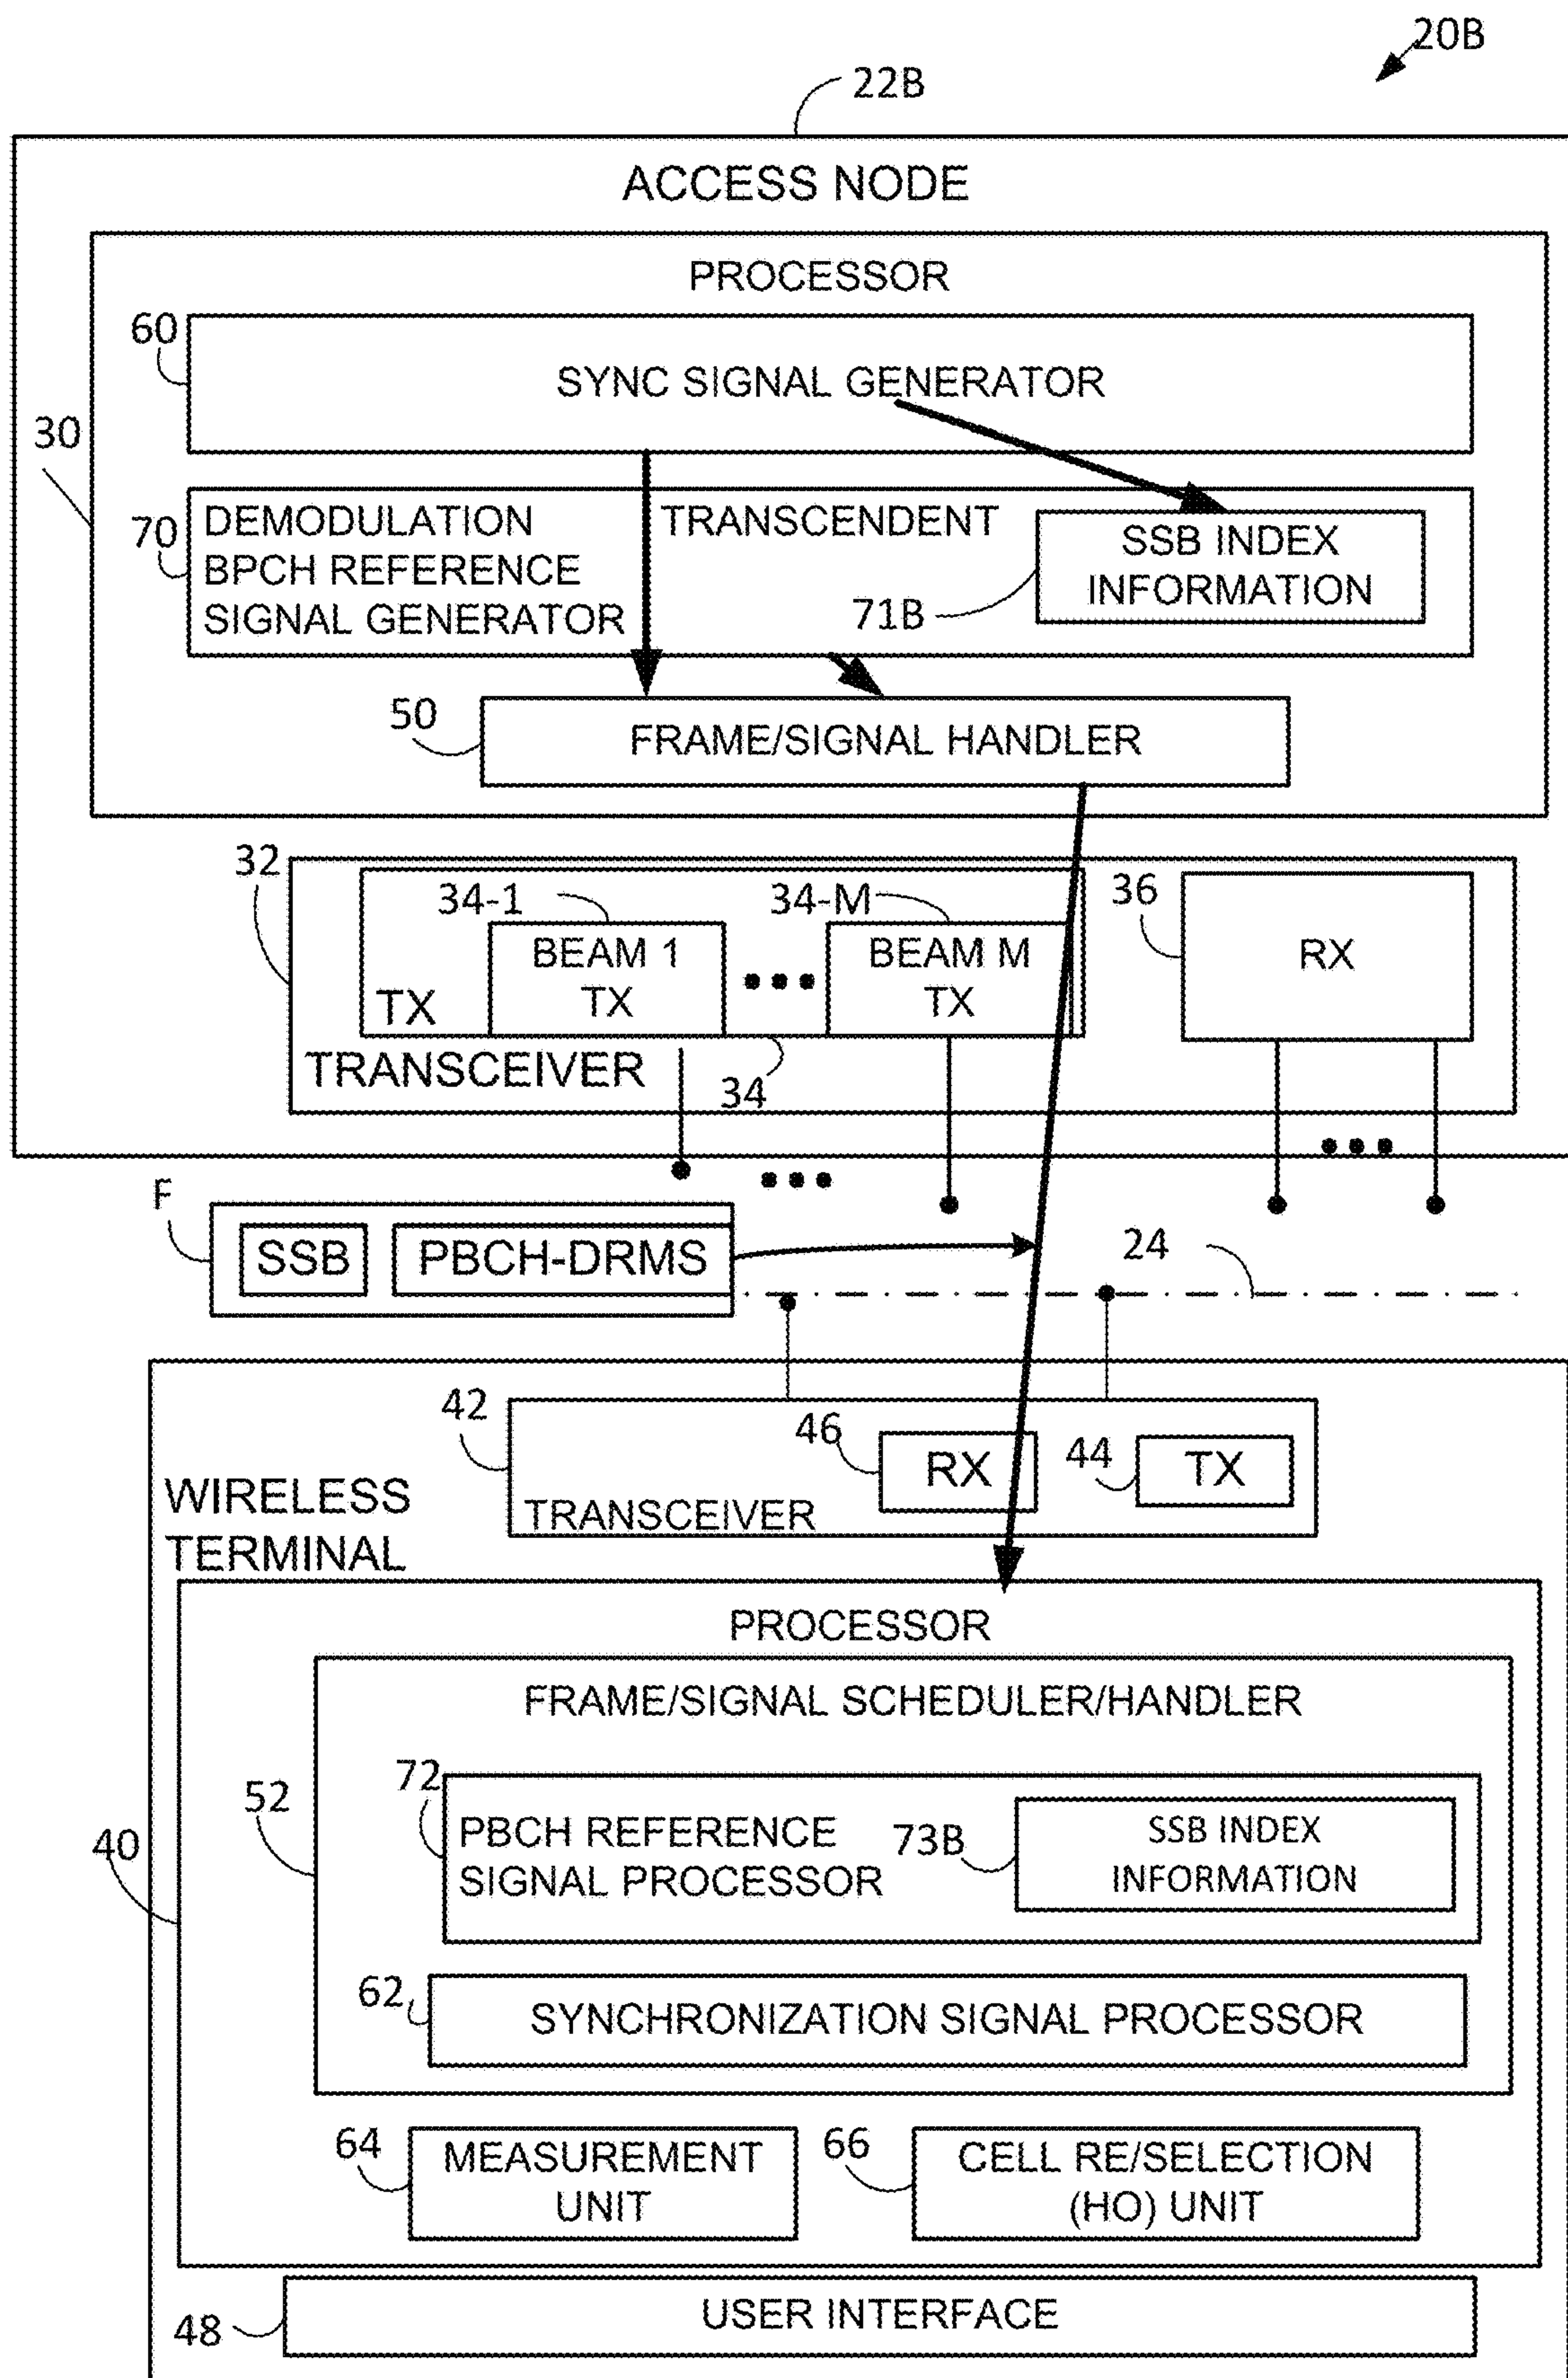 20B
22B
ACCESS NODE
PROCESSOR
60
SYNC SIGNAL GENERATOR
30
70
DEMODULATION TRANSCENDENT
BPCH REFERENCE
SIGNAL GENERATOR
SSB INDEX
INFORMATION
71B
50
FRAME/SIGNAL HANDLER
32
34-1
34-M
36
BEAM 1
TX
BEAM M
TX
RX
TX
TRANSCEIVER
34
F
SSB
PBCH-DRMS
24
42
46
RX
44
TX
TRANSCEIVER
WIRELESS
TERMINAL
PROCESSOR
FRAME/SIGNAL SCHEDULER/HANDLER
52
72
PBCH REFERENCE
SIGNAL PROCESSOR
73B
SSB INDEX
INFORMATION
40
62
SYNCHRONIZATION SIGNAL PROCESSOR
64
MEASUREMENT
UNIT
66
CELL RE/SELECTION
(HO) UNIT
48
USER INTERFACE